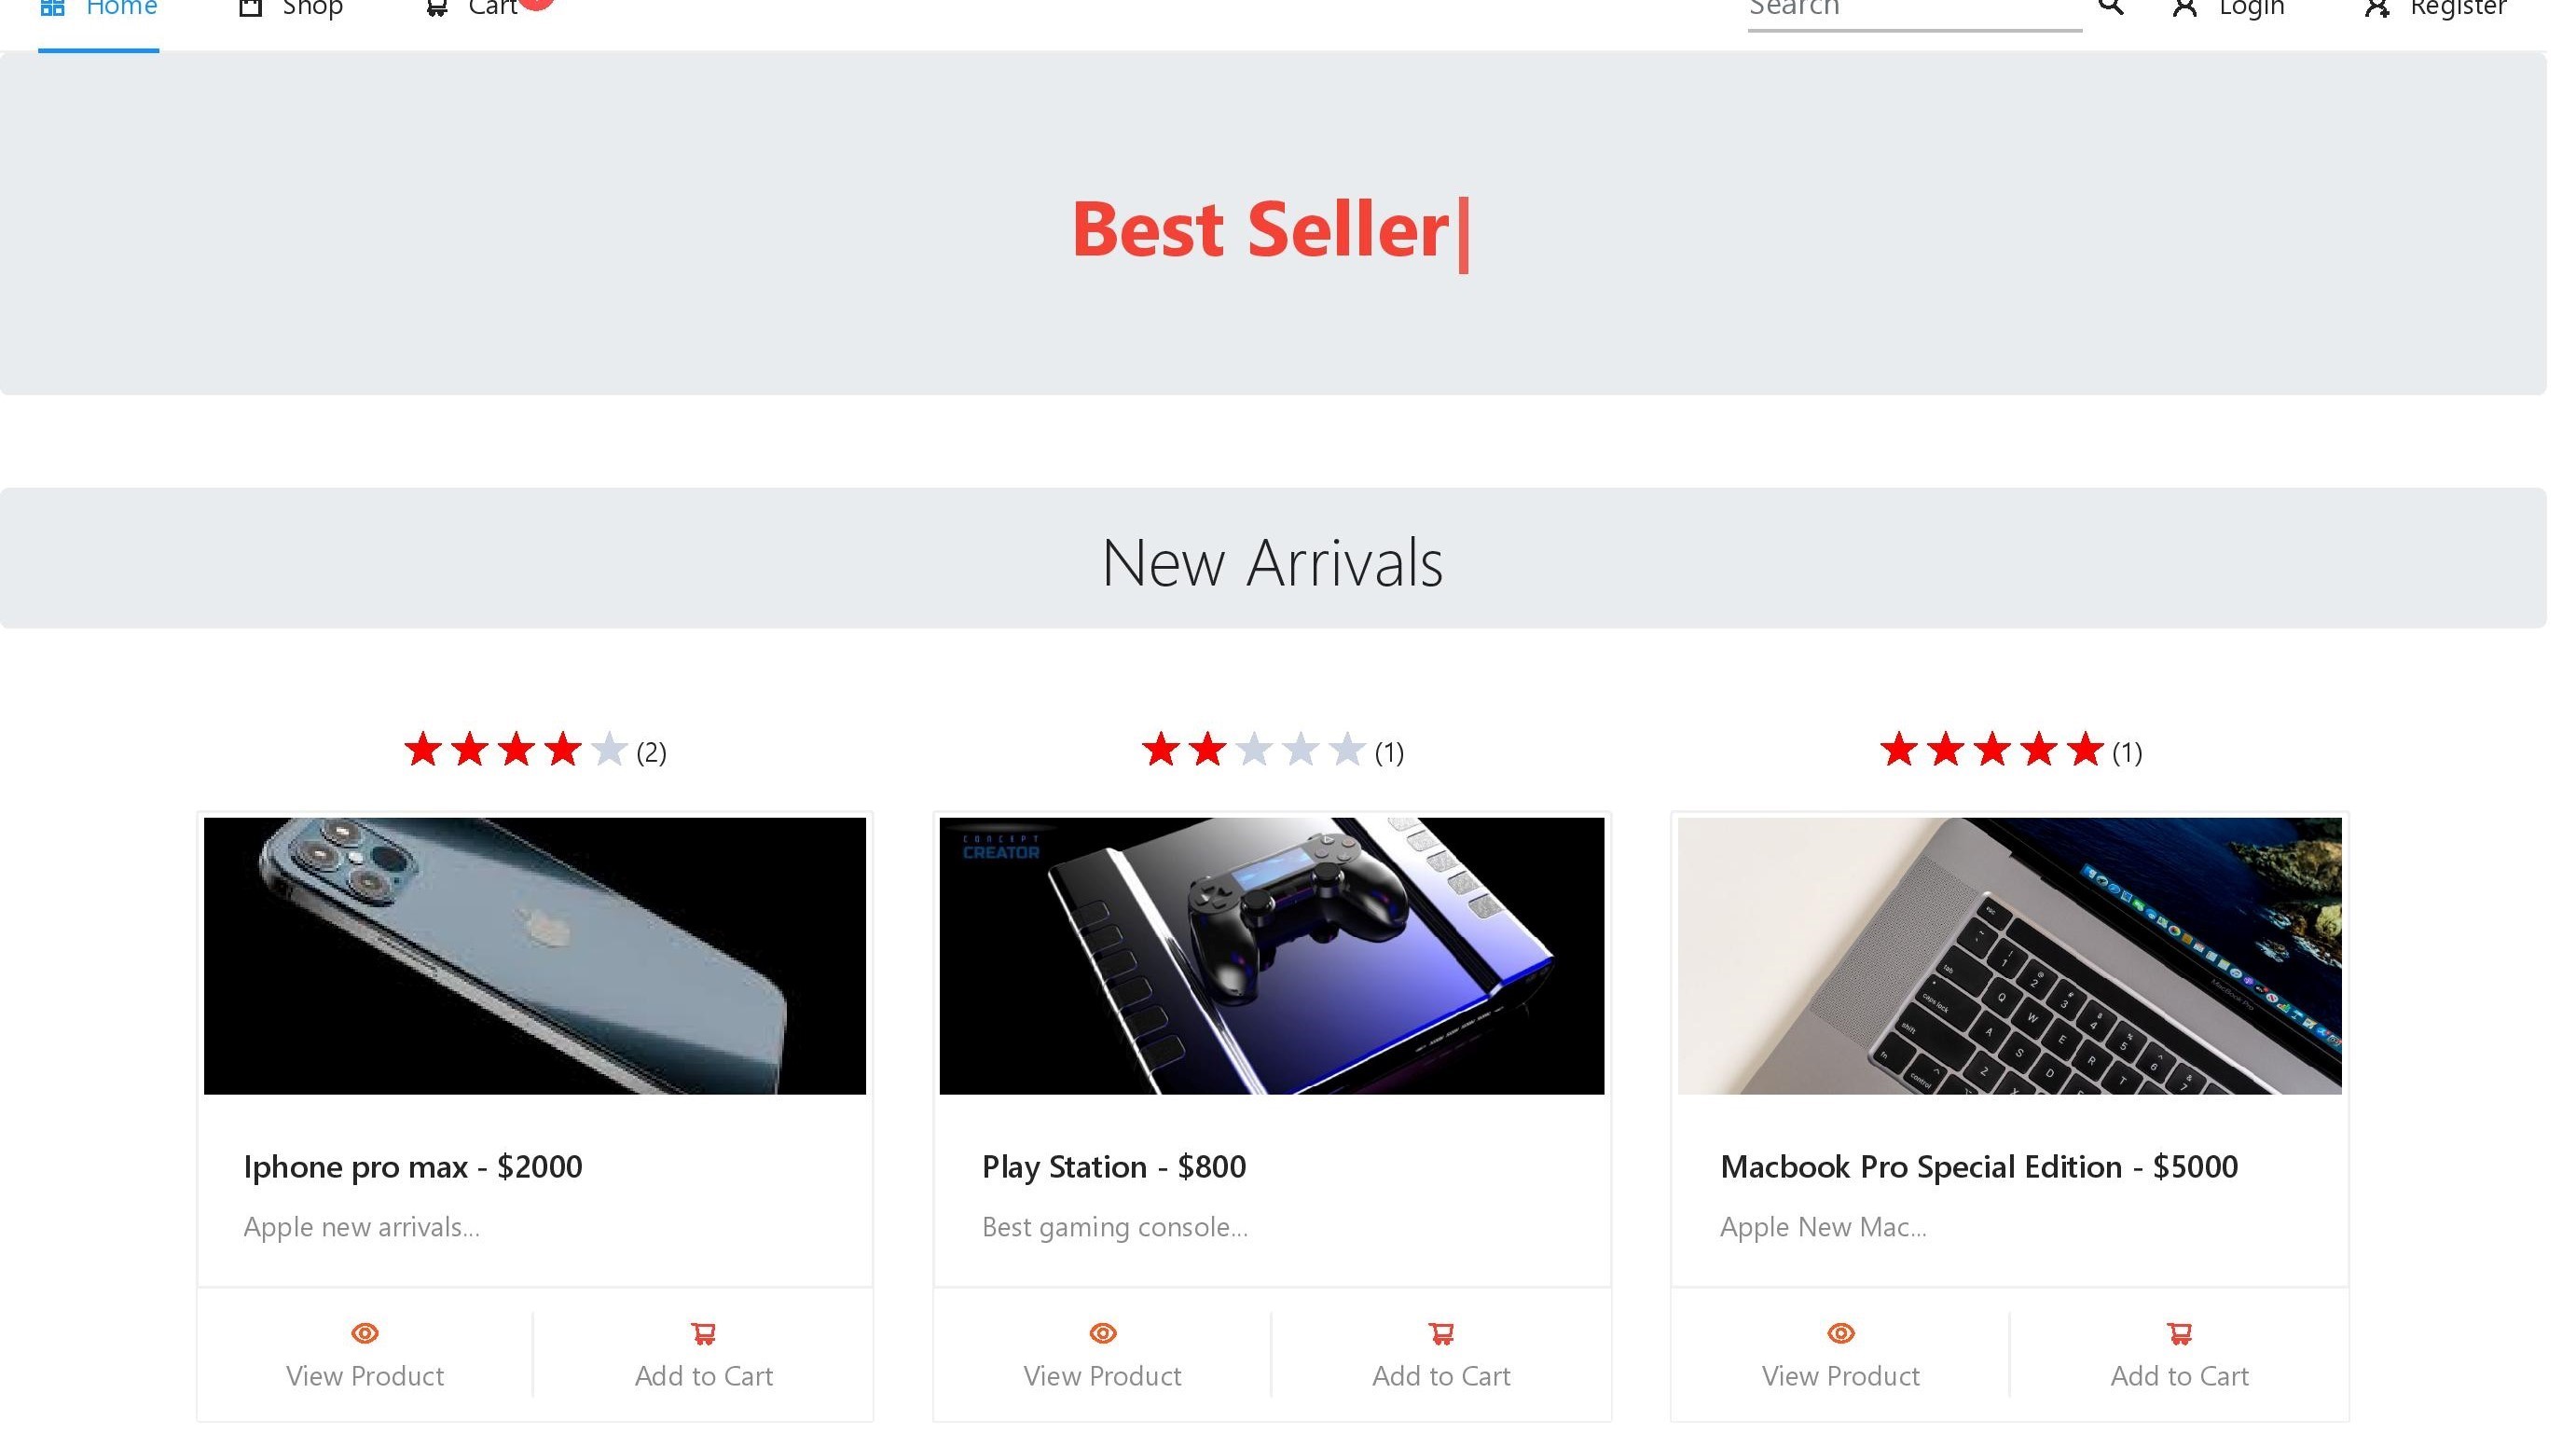 Home Shop Cart Search Login Register
Best Seller
New Arrivals
(2) (1) (1)
CONCEPT
CREATOR
Iphone pro max - $2000
Apple new arrivals...
Play Station - $800
Best gaming console...
Macbook Pro Special Edition - $5000
Apple New Mac...
View Product Add to Cart
View Product Add to Cart
View Product Add to Cart